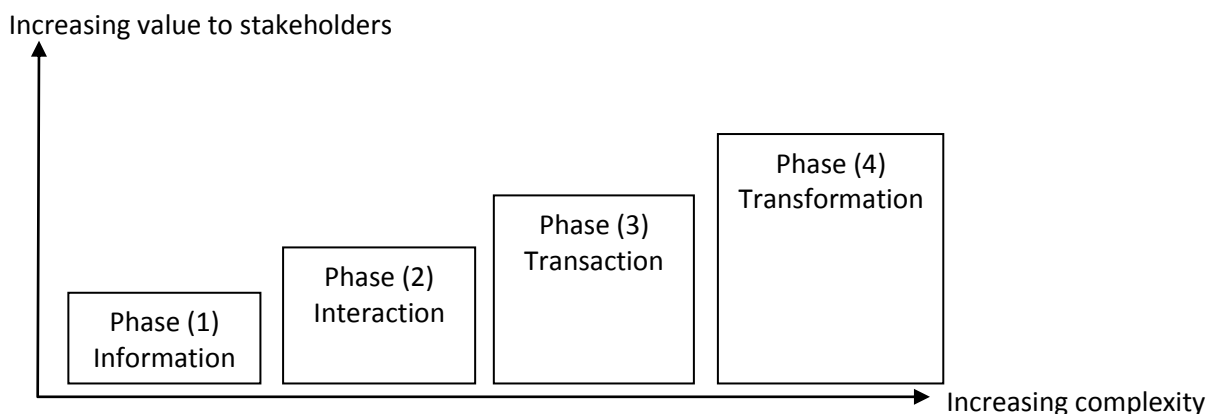 Increasing value to stakeholders
Phase (1)
Information
Phase (2)
Interaction
Phase (3)
Transaction
Phase (4)
Transformation
Increasing complexity